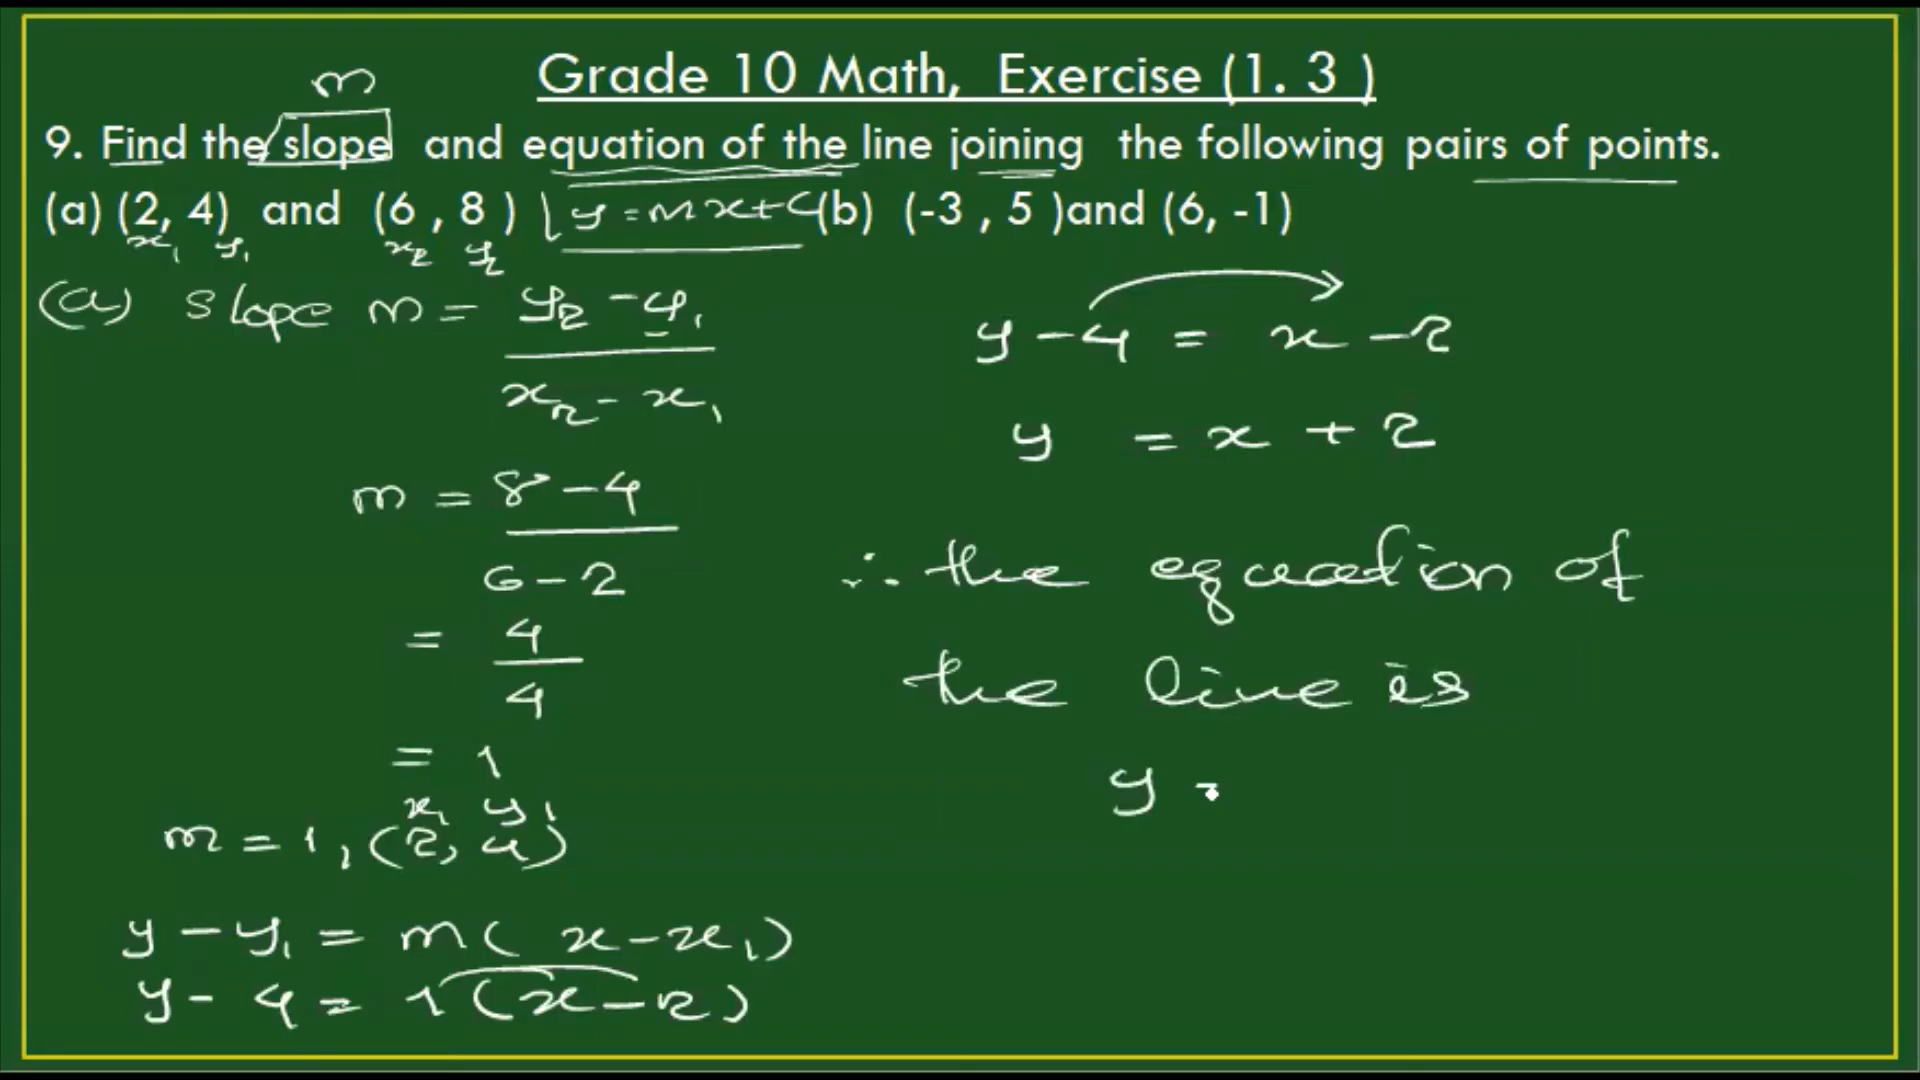 Grade 10 Math, Exercise (1. 3 )
m
9. Find the slope and equation of the line joining the following pairs of points.
(a) (2, 4) and (6 , 8 ) y = mx + c (b) (-3 , 5 )and (6, -1)
x₁ y₁ x₂ y₂
(a) slope m = y₂ - y₁
x₂ - x₁
m = 8 - 4
6 - 2
= 4
4
= 1
x₁ y₁
m = 1, (2, 4)
y - y₁ = m( x - x₁)
y - 4 = 1(x - 2)
y - 4 = x - 2
y = x + 2
∴ the equation of
the line is
y =